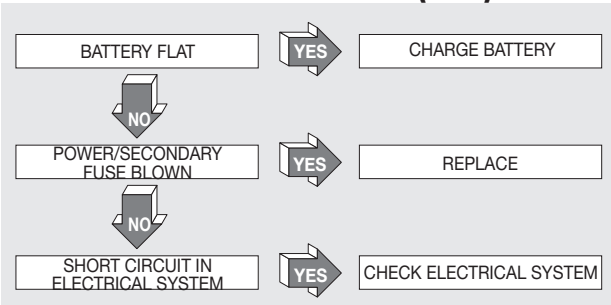 BATTERY FLAT YES CHARGE BATTERY
NO
POWER/SECONDARY
FUSE BLOWN
YES
REPLACE
NO
SHORT CIRCUIT IN
ELECTRICAL SYSTEM
YES
CHECK ELECTRICAL SYSTEM